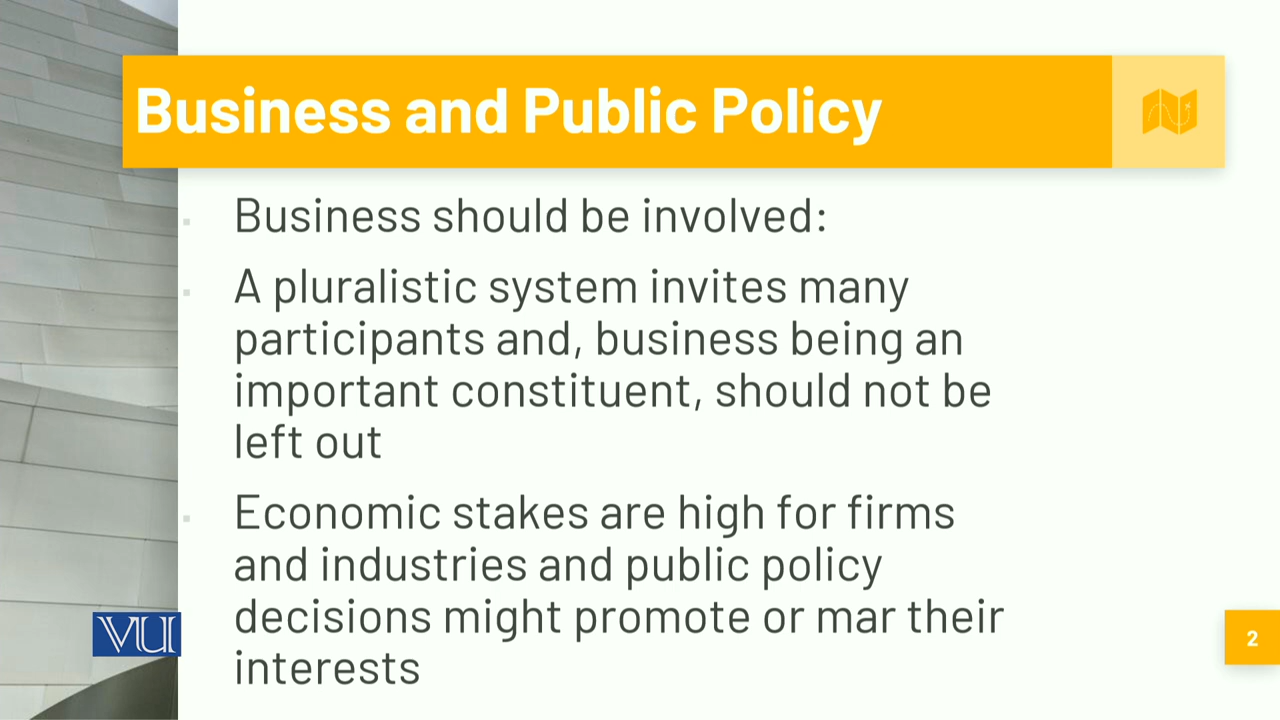 Business and Public Policy
Business should be involved:
A pluralistic system invites many
participants and, business being an
important constituent, should not be
left out
Economic stakes are high for firms
and industries and public policy
decisions might promote or mar their
interests
VU
2